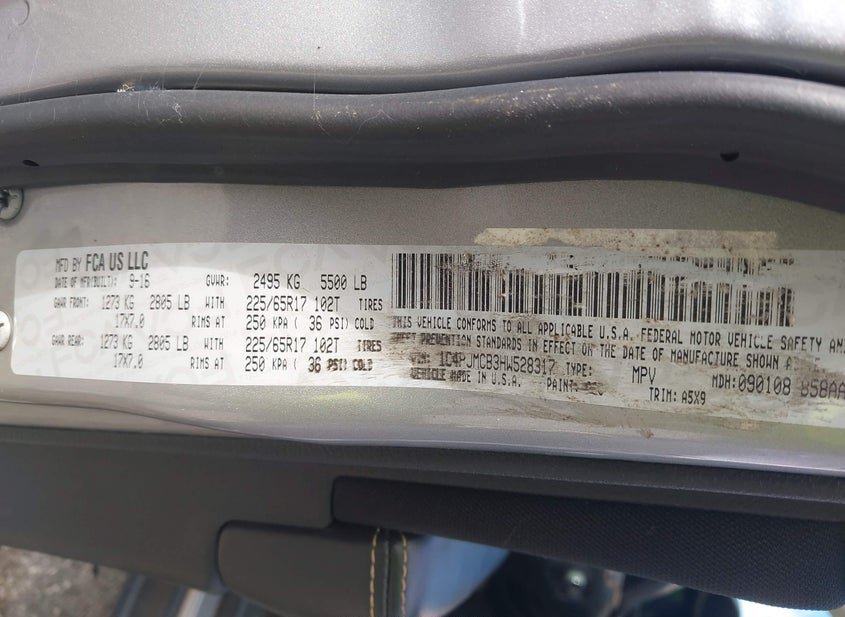 MFD BY FCA US LLC
DATE OF MFR(BUILT): 9-16 GVWR: 2495 KG 5500 LB
GAWR FRONT: 1273 KG 2805 LB WITH 225/65R17 102T TIRES
17X7.0 RIMS AT 250 KPA ( 36 PSI) COLD
GAWR REAR: 1273 KG 2805 LB WITH 225/65R17 102T TIRES
17X7.0 RIMS AT 250 KPA ( 36 PSI) COLD
THIS VEHICLE CONFORMS TO ALL APPLICABLE U.S.A. FEDERAL MOTOR VEHICLE SAFETY AN
THEFT PREVENTION STANDARDS IN EFFECT ON THE DATE OF MANUFACTURE SHOWN A
VIN: 1C4PJMCB3HW528317 TYPE: MPV MDH: 090108 858AA
VEHICLE MADE IN U.S.A. PAINT: TRIM: A5X9